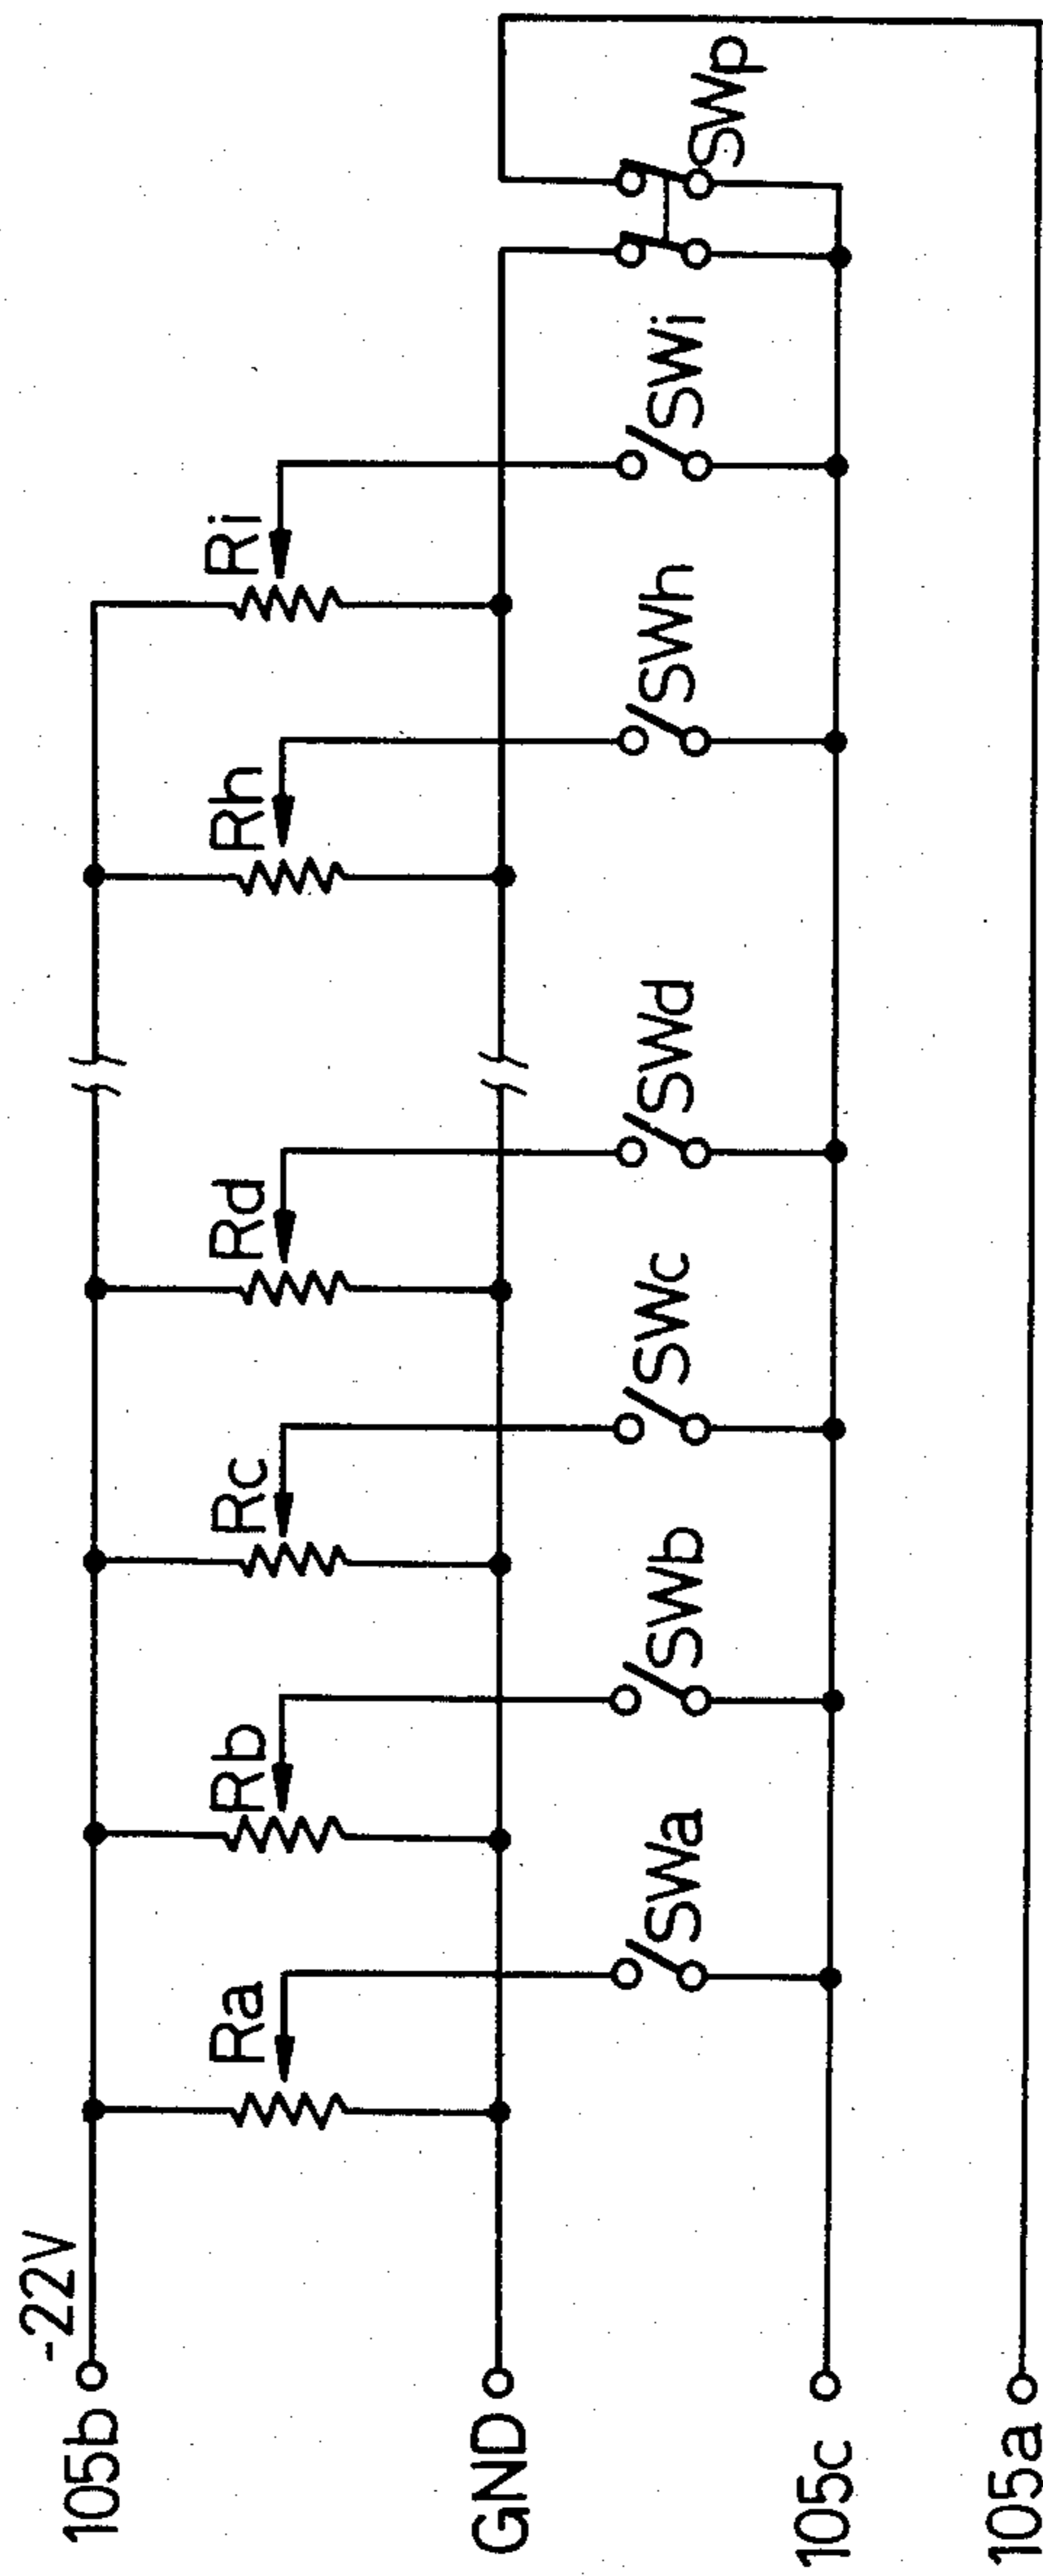 105b
-22V
Ra
Rb
Rc
Rd
Rh
Ri
GND
SWa
SWb
SWc
SWd
SWh
SWi
SWp
105c
105a